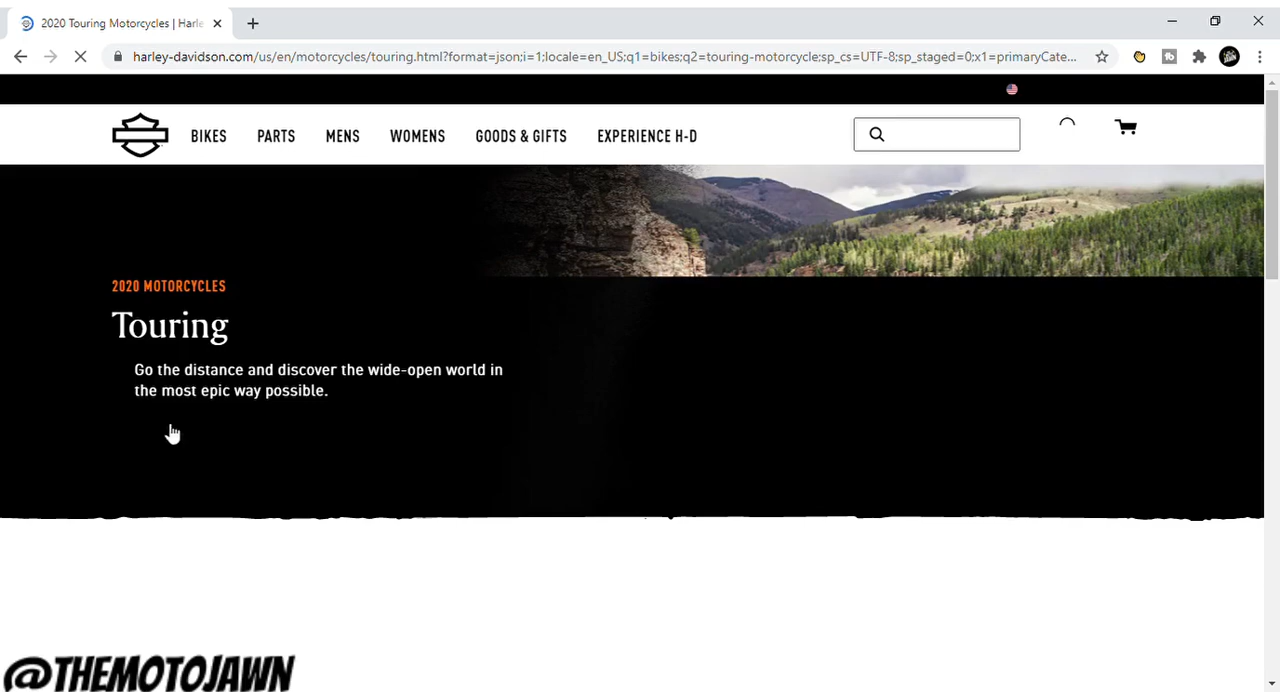 2020 Touring Motorcycles | Harle
harley-davidson.com/us/en/motorcycles/touring.html?format=json;i=1;locale=en_US;q1=bikes;q2=touring-motorcycle;sp_cs=UTF-8;sp_staged=0;x1=primaryCate...
BIKES PARTS MENS WOMENS GOODS & GIFTS EXPERIENCE H-D
2020 MOTORCYCLES
Touring
Go the distance and discover the wide-open world in
the most epic way possible.
@THEMOTOJAWN